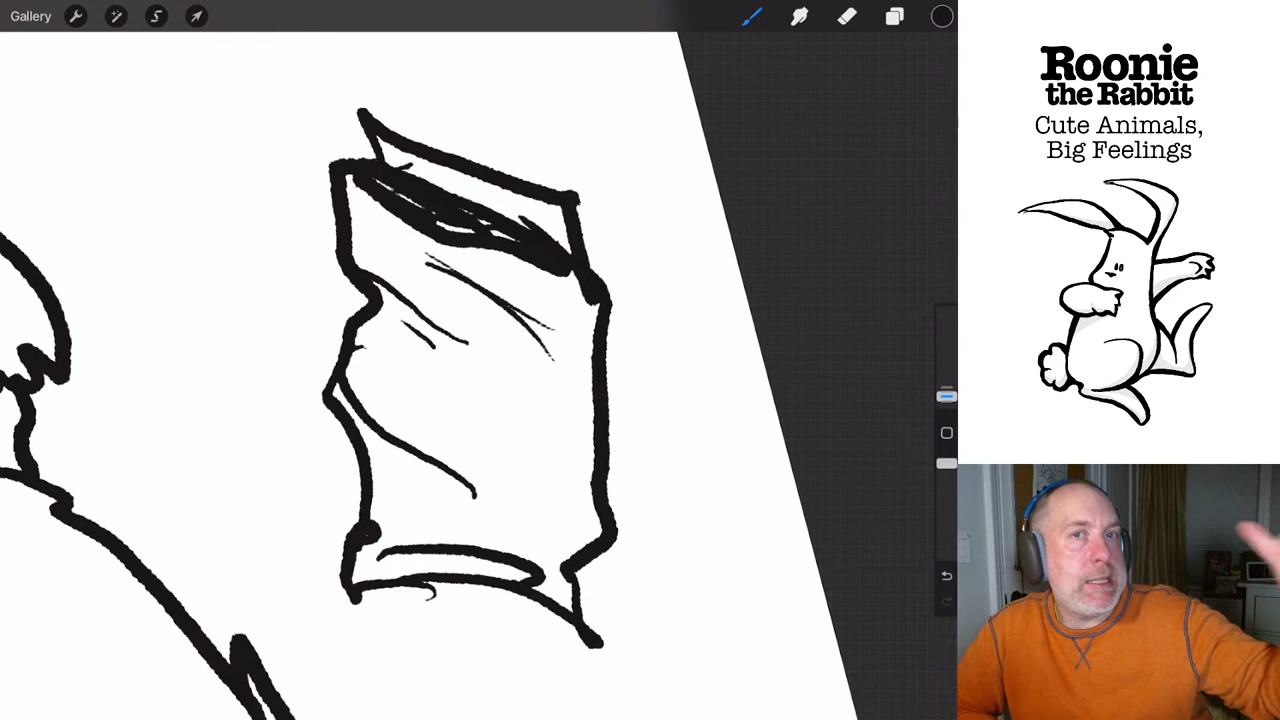 Gallery
Roonie
the Rabbit
Cute Animals,
Big Feelings